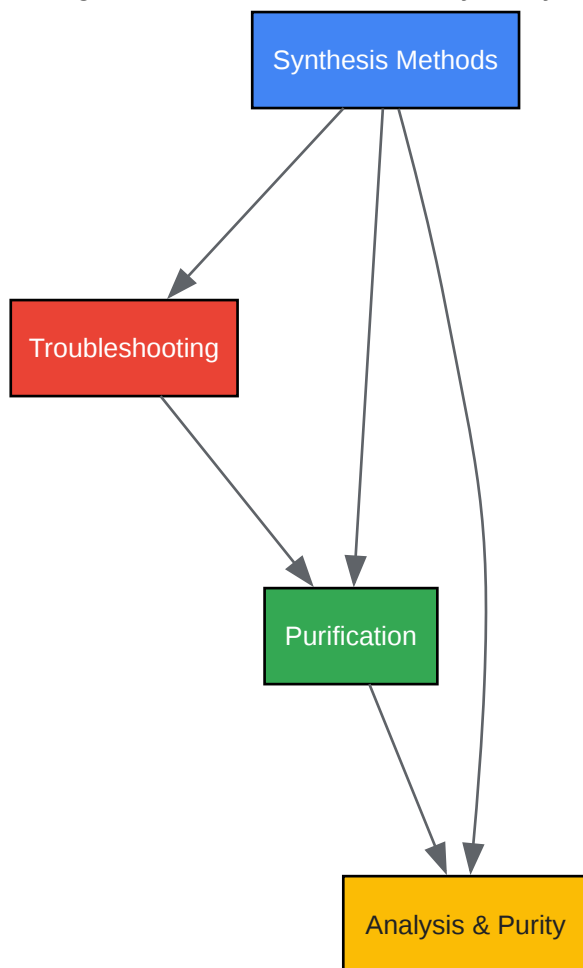 Synthesis Methods
Troubleshooting
Purification
Analysis & Purity